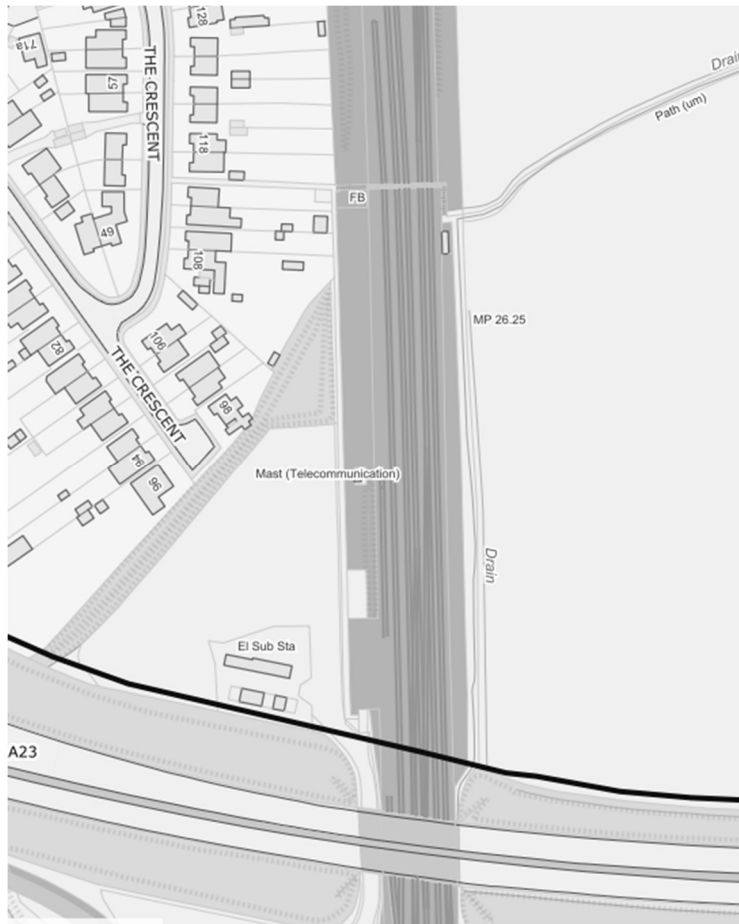 128
71a
57
THE CRESCENT
Drain
Path (um)
118
FB
49
108
MP 26.25
106
82
THE CRESCENT
98
94
96
Mast (Telecommunication)
Drain
El Sub Sta
A23